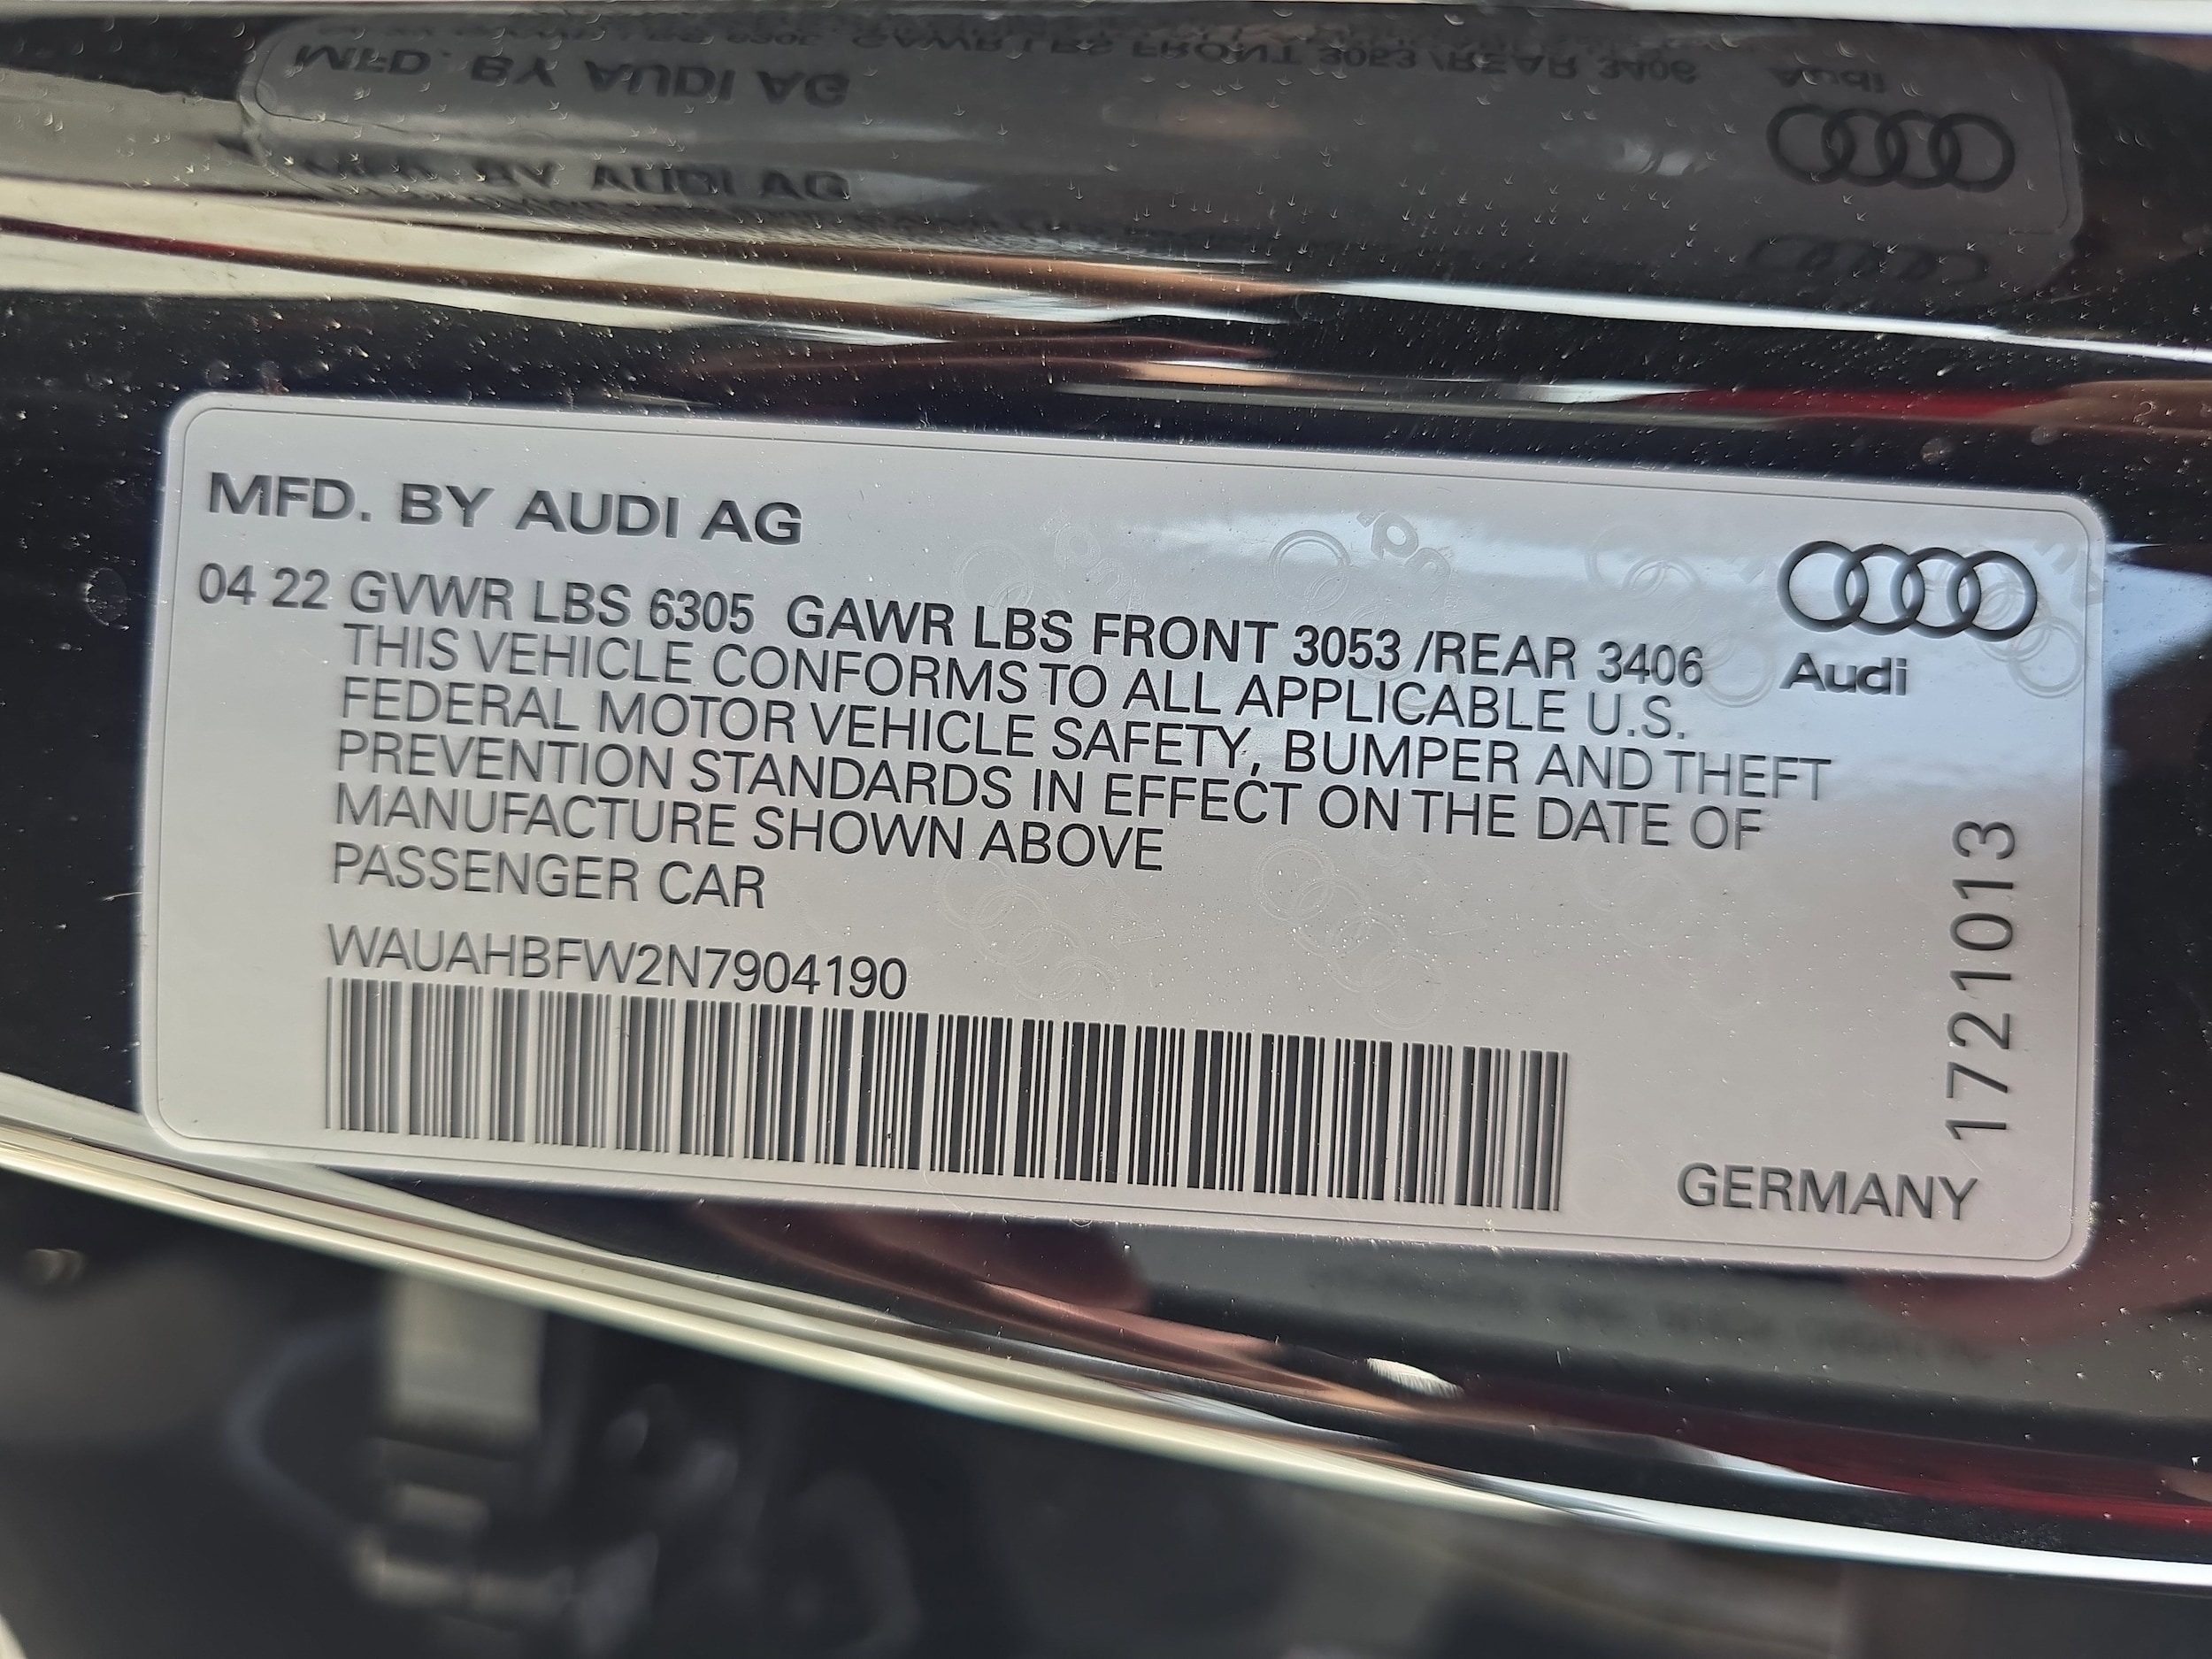 MFD. BY AUDI AG
04 22 GVWR LBS 6305 GAWR LBS FRONT 3053 /REAR 3406
Audi
THIS VEHICLE CONFORMS TO ALL APPLICABLE U.S.
FEDERAL MOTOR VEHICLE SAFETY, BUMPER AND THEFT
PREVENTION STANDARDS IN EFFECT ON THE DATE OF
MANUFACTURE SHOWN ABOVE
PASSENGER CAR
WAUAHBFW2N7904190
GERMANY
1721013